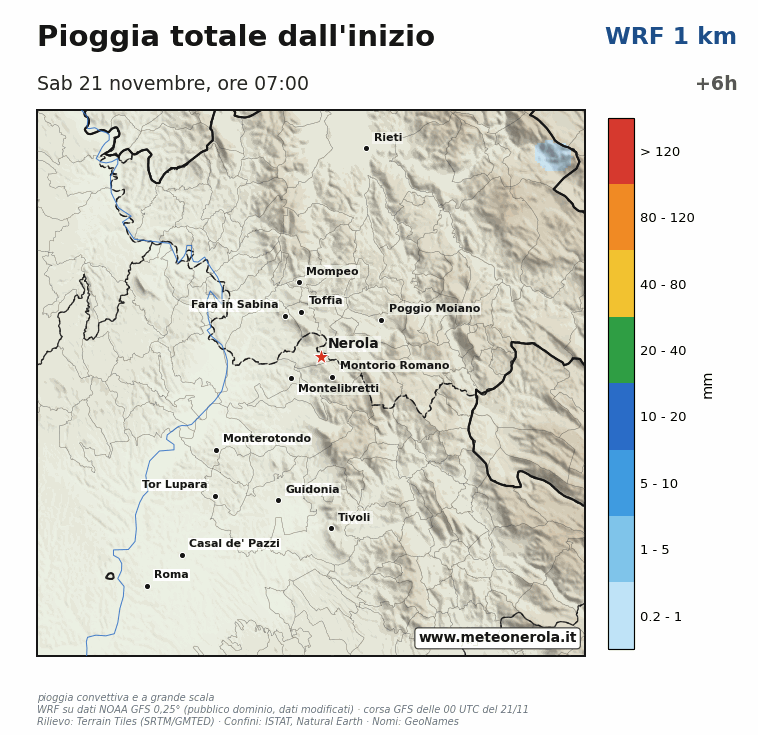 Pioggia totale dall'inizio
WRF 1 km
Sab 21 novembre, ore 07:00
+6h
Rieti
Mompeo
Toffia
Fara in Sabina
Poggio Moiano
Nerola
Montorio Romano
Montelibretti
Monterotondo
Tor Lupara
Guidonia
Tivoli
Casal de' Pazzi
Roma
www.meteonerola.it
> 120
80 - 120
40 - 80
20 - 40
10 - 20
5 - 10
1 - 5
0.2 - 1
mm
pioggia convettiva e a grande scala
WRF su dati NOAA GFS 0,25° (pubblico dominio, dati modificati) · corsa GFS delle 00 UTC del 21/11
Rilievo: Terrain Tiles (SRTM/GMTED) · Confini: ISTAT, Natural Earth · Nomi: GeoNames